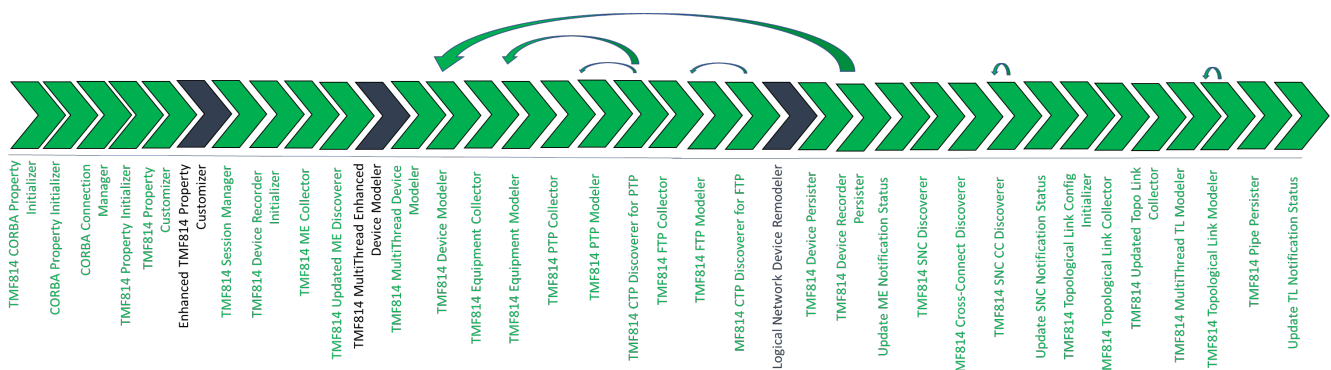 TMF814 CORBA Property
Initializer
CORBA Property Initializer
CORBA Connection
Manager
TMF814 Property Initializer
TMF814 Property
Customizer
Enhanced TMF814 Property
Customizer
TMF814 Session Manager
TMF814 Device Recorder
Initializer
TMF814 ME Collector
TMF814 Updated ME Discoverer
TMF814 MultiThread Enhanced
Device Modeler
TMF814 MultiThread Device
Modeler
TMF814 Device Modeler
TMF814 Equipment Collector
TMF814 Equipment Modeler
TMF814 PTP Collector
TMF814 PTP Modeler
TMF814 CTP Discoverer for PTP
TMF814 FTP Collector
TMF814 FTP Modeler
MF814 CTP Discoverer for FTP
Logical Network Device Remodeler
TMF814 Device Persister
TMF814 Device Recorder
Persister
Update ME Notification Status
TMF814 SNC Discoverer
MF814 Cross-Connect Discoverer
TMF814 SNC CC Discoverer
Update SNC Notification Status
TMF814 Topological Link Config
Initializer
MF814 Topological Link Collector
TMF814 Updated Topo Link
Collector
TMF814 MultiThread TL Modeler
TMF814 Topological Link Modeler
TMF814 Pipe Persister
Update TL Notification Status